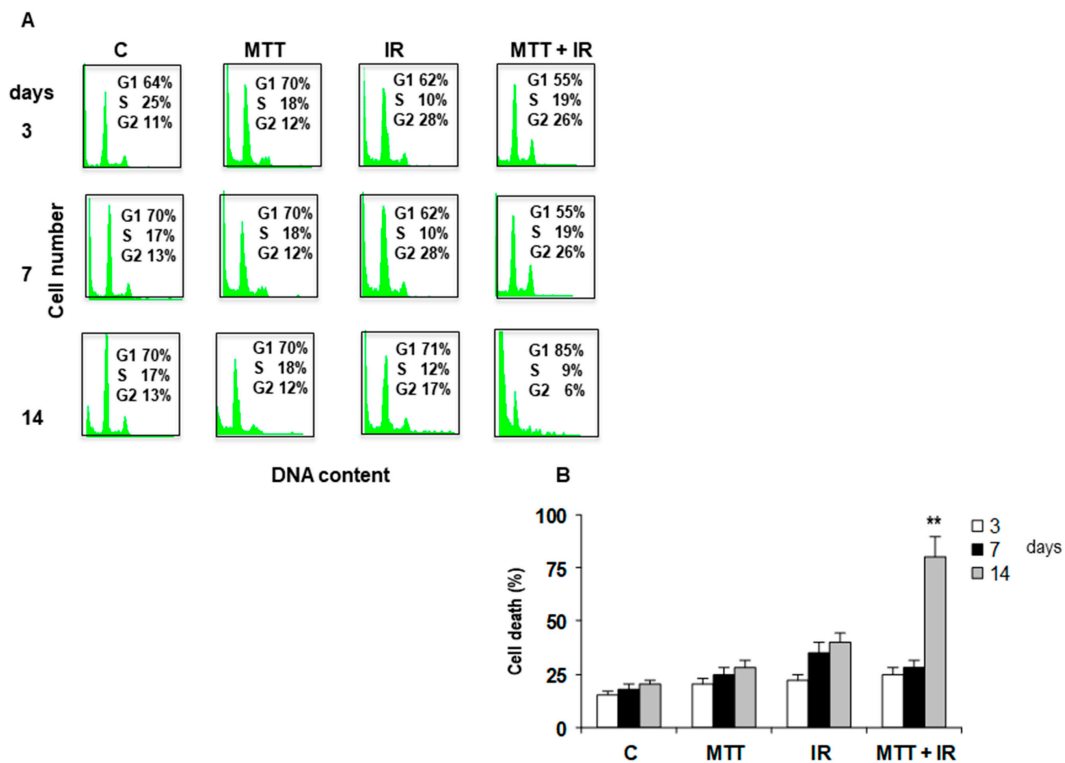 A
C MTT IR MTT + IR
days
3
G1 64%
S 25%
G2 11%
G1 70%
S 18%
G2 12%
G1 62%
S 10%
G2 28%
G1 55%
S 19%
G2 26%
Cell number
7
G1 70%
S 17%
G2 13%
G1 70%
S 18%
G2 12%
G1 62%
S 10%
G2 28%
G1 55%
S 19%
G2 26%
14
G1 70%
S 17%
G2 13%
G1 70%
S 18%
G2 12%
G1 71%
S 12%
G2 17%
G1 85%
S 9%
G2 6%
DNA content
B
Cell death (%)
100
75
50
25
0
**
3
7
14
days
C MTT IR MTT + IR